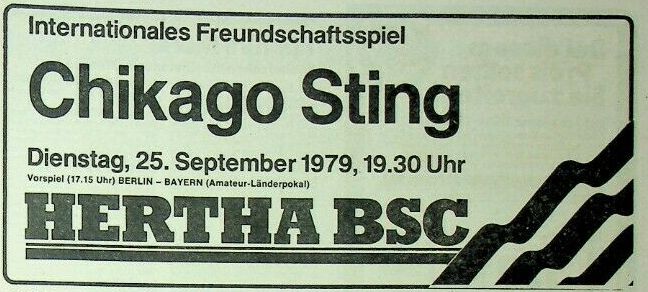 Internationales Freundschaftsspiel
Chikago Sting
Dienstag, 25. September 1979, 19.30 Uhr
Vorspiel (17.15 Uhr) BERLIN – BAYERN (Amateur-Länderpokal)
HERTHA BSC